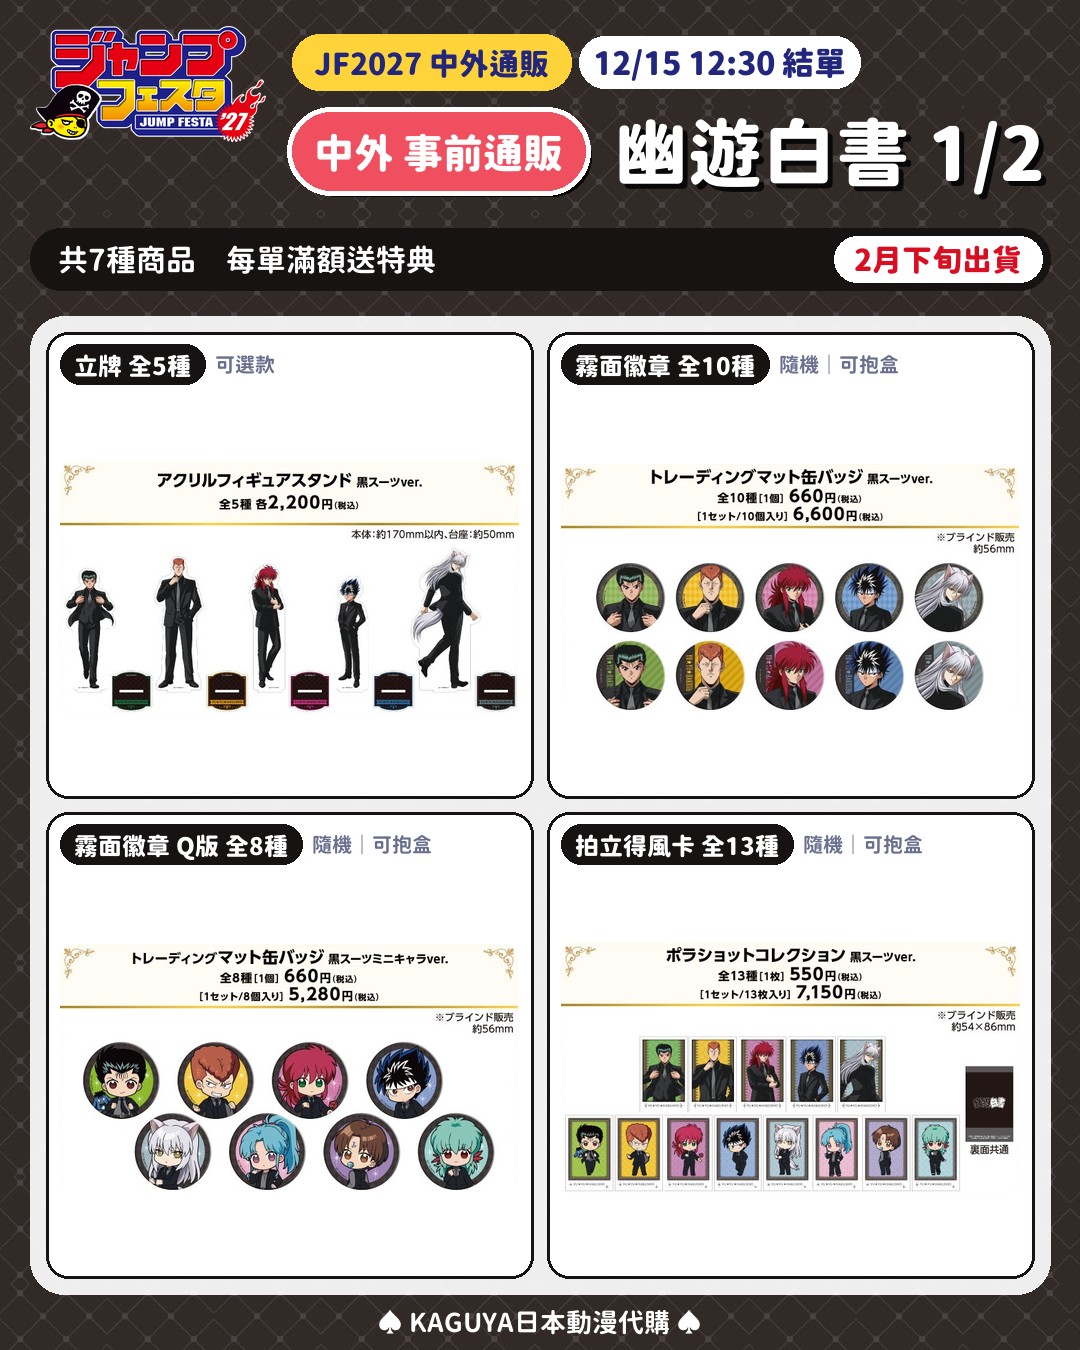 ジャンプ
フェスタ
JUMP FESTA '27
JF2027 中外通販
12/15 12:30 結單
中外 事前通販
幽遊白書 1/2
共7種商品 每單滿額送特典
2月下旬出貨
立牌 全5種 可選款
アクリルフィギュアスタンド 黒スーツver.
全5種 各2,200円(税込)
本体:約170mm以内、台座:約50mm
霧面徽章 全10種 隨機|可抱盒
トレーディングマット缶バッジ 黒スーツver.
全10種[1個] 660円(税込)
[1セット/10個入り] 6,600円(税込)
※ブラインド販売
約56mm
霧面徽章 Q版 全8種 隨機|可抱盒
トレーディングマット缶バッジ 黒スーツミニキャラver.
全8種[1個] 660円(税込)
[1セット/8個入り] 5,280円(税込)
※ブラインド販売
約56mm
拍立得風卡 全13種 隨機|可抱盒
ポラショットコレクション 黒スーツver.
全13種[1枚] 550円(税込)
[1セット/13枚入り] 7,150円(税込)
※ブラインド販売
約54×86mm
裏面共通
♠ KAGUYA日本動漫代購 ♠